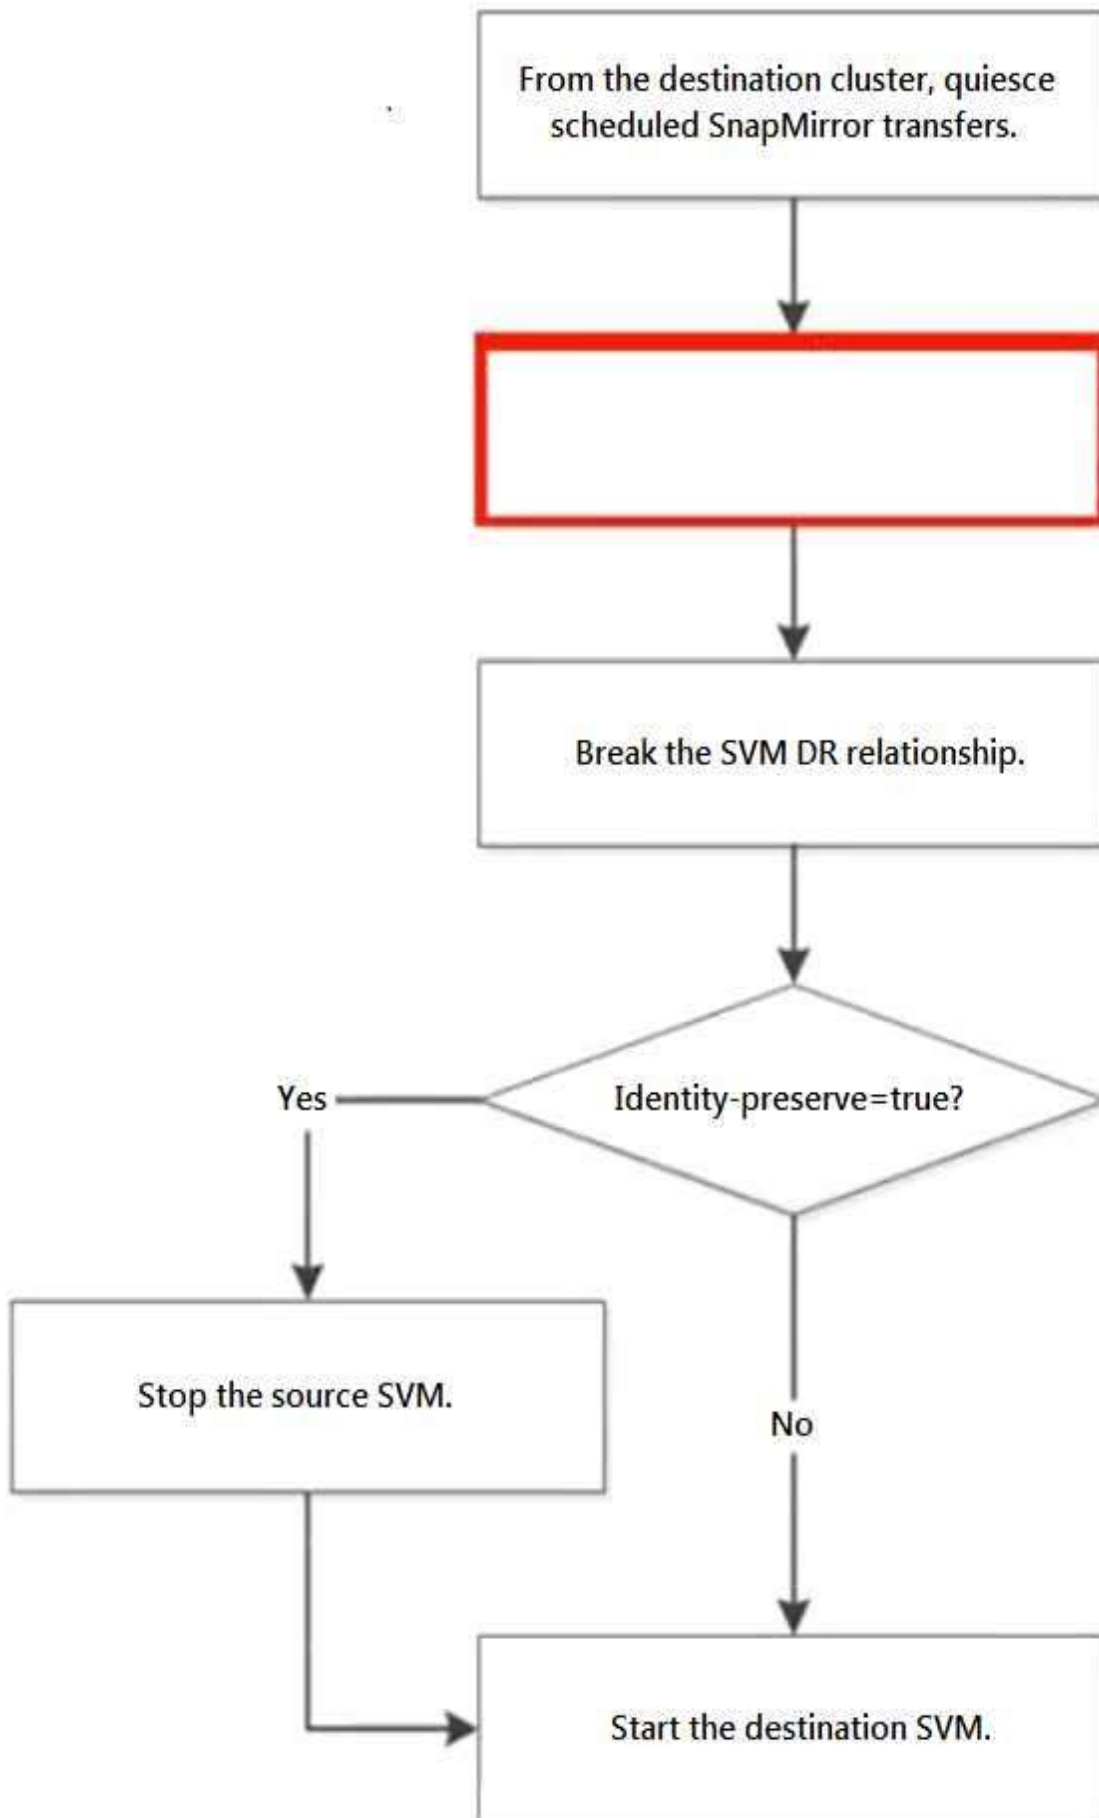 From the destination cluster, quiesce
scheduled SnapMirror transfers.
Break the SVM DR relationship.
Identity-preserve=true?
Yes
Stop the source SVM.
No
Start the destination SVM.